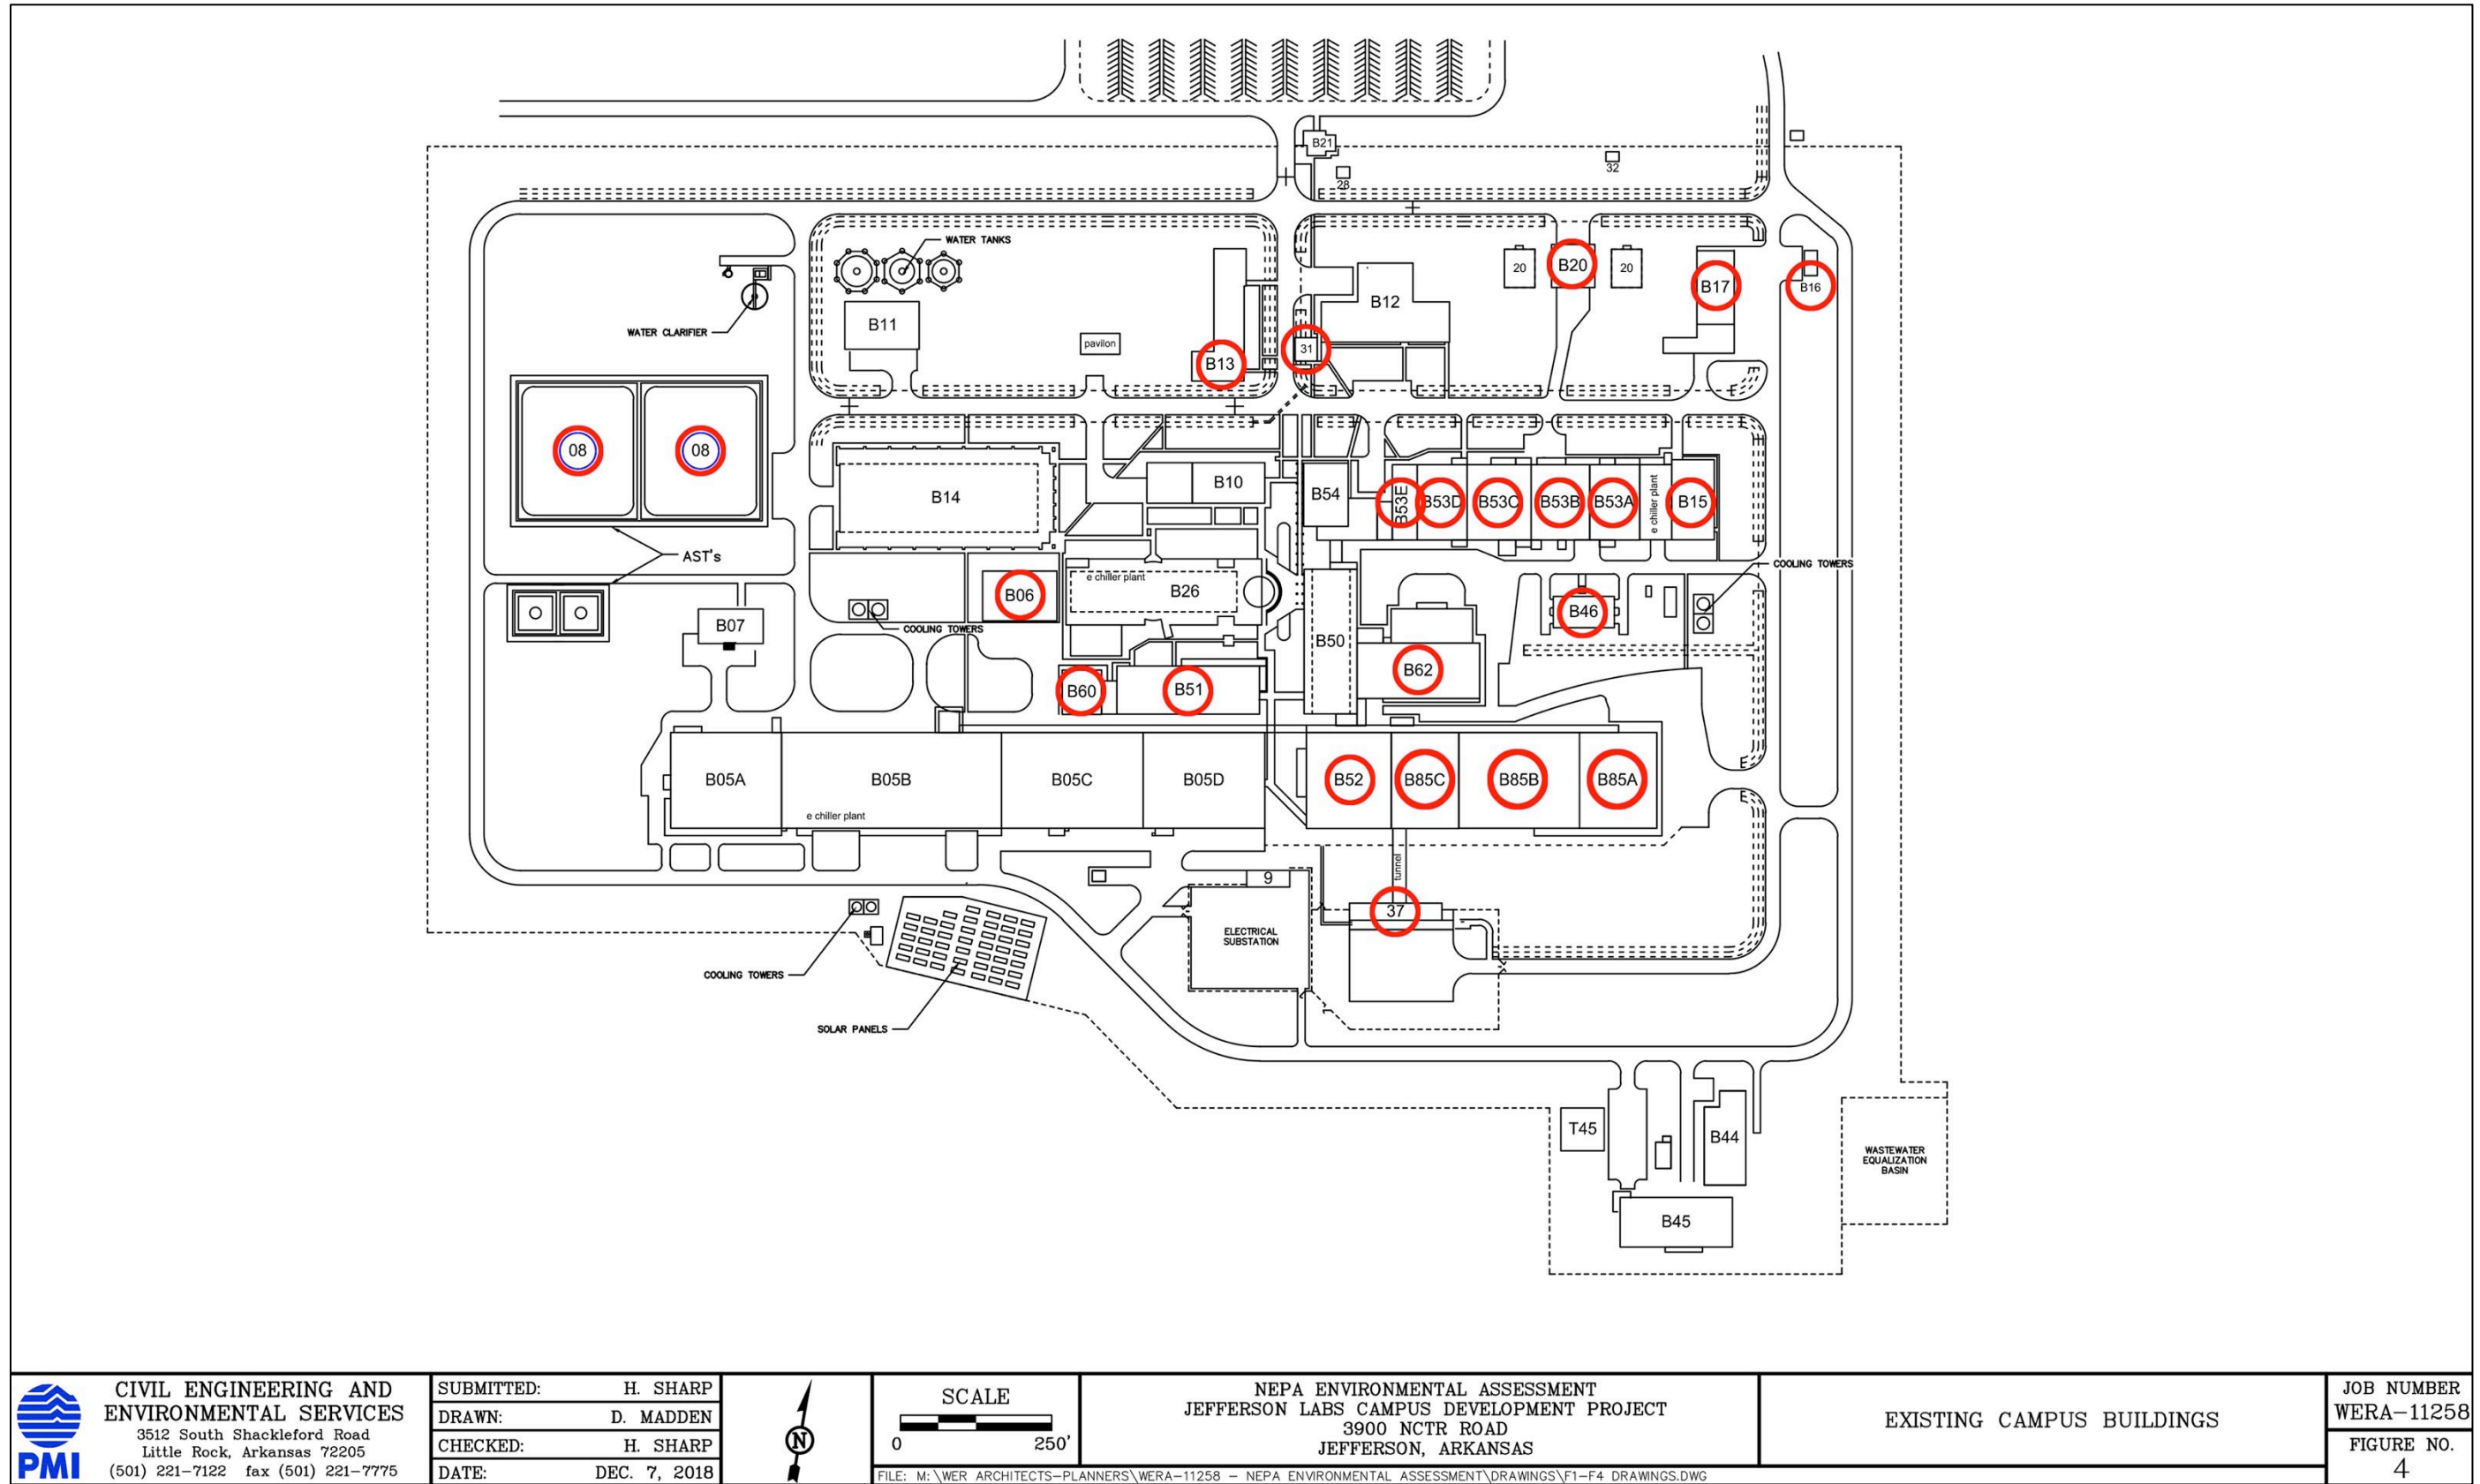 B21
28
32
WATER TANKS
20
B20
20
B17
B16
B12
B11
WATER CLARIFIER
pavilon
31
B13
08
08
B14
B10
B54
B53E
B53D
B53C
B53B
B53A
e chiller plant
B15
AST's
COOLING TOWERS
e chiller plant
B26
B06
B46
B07
COOLING TOWERS
B50
B62
B60
B51
B05A
B05B
B05C
B05D
B52
B85C
B85B
B85A
e chiller plant
tunnel
9
37
ELECTRICAL
SUBSTATION
COOLING TOWERS
SOLAR PANELS
T45
B44
WASTEWATER
EQUALIZATION
BASIN
B45
PMI
CIVIL ENGINEERING AND
ENVIRONMENTAL SERVICES
3512 South Shackleford Road
Little Rock, Arkansas 72205
(501) 221-7122 fax (501) 221-7775
SUBMITTED: H. SHARP
DRAWN: D. MADDEN
CHECKED: H. SHARP
DATE: DEC. 7, 2018
N
SCALE
0 250'
NEPA ENVIRONMENTAL ASSESSMENT
JEFFERSON LABS CAMPUS DEVELOPMENT PROJECT
3900 NCTR ROAD
JEFFERSON, ARKANSAS
FILE: M:\WER ARCHITECTS-PLANNERS\WERA-11258 - NEPA ENVIRONMENTAL ASSESSMENT\DRAWINGS\F1-F4 DRAWINGS.DWG
EXISTING CAMPUS BUILDINGS
JOB NUMBER
WERA-11258
FIGURE NO.
4